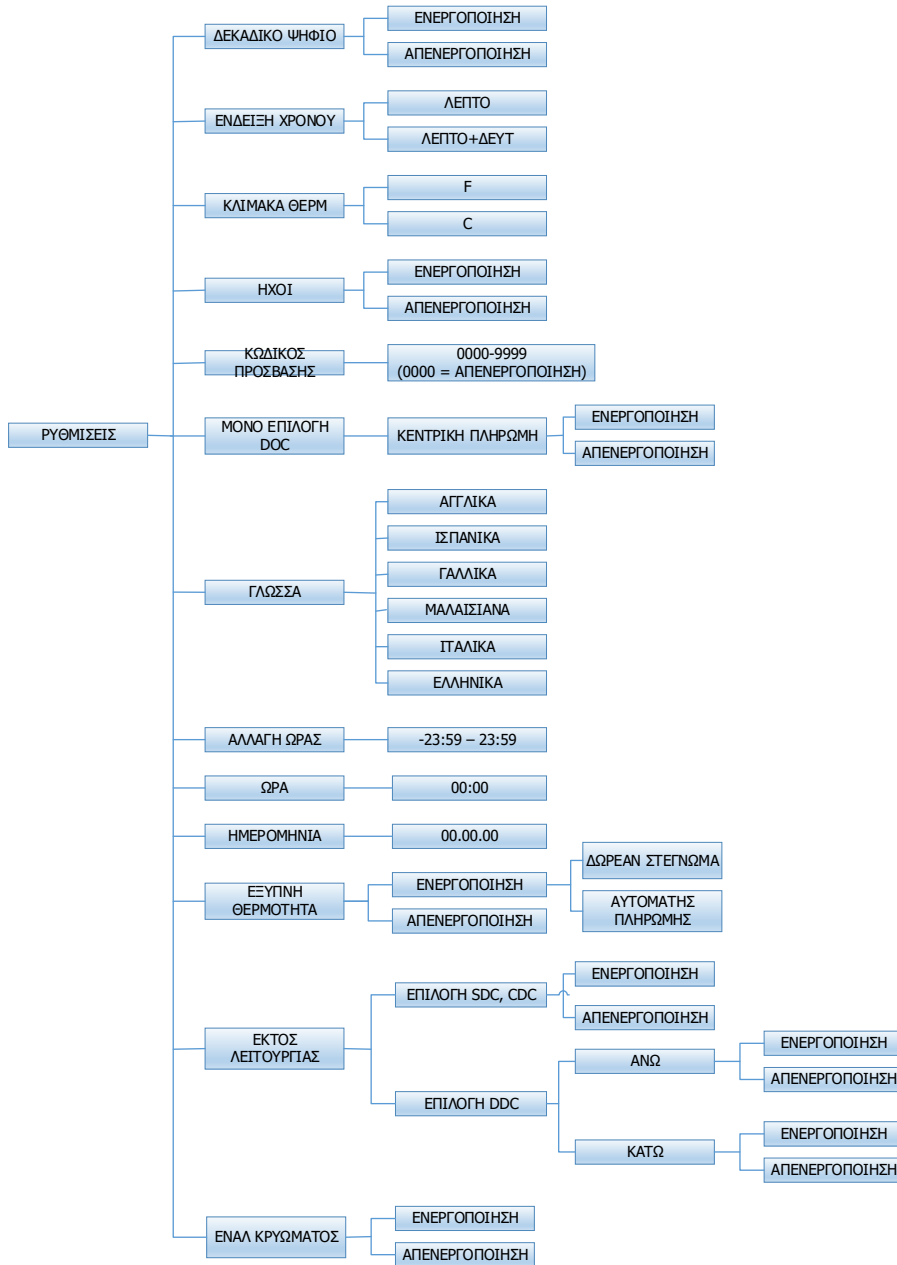 ΡΥΘΜΙΣΕΙΣ
ΔΕΚΑΔΙΚΟ ΨΗΦΙΟ
ΕΝΕΡΓΟΠΟΙΗΣΗ
ΑΠΕΝΕΡΓΟΠΟΙΗΣΗ
ΕΝΔΕΙΞΗ ΧΡΟΝΟΥ
ΛΕΠΤΟ
ΛΕΠΤΟ+ΔΕΥΤ
ΚΛΙΜΑΚΑ ΘΕΡΜ
F
C
ΗΧΟΙ
ΕΝΕΡΓΟΠΟΙΗΣΗ
ΑΠΕΝΕΡΓΟΠΟΙΗΣΗ
ΚΩΔΙΚΟΣ
ΠΡΟΣΒΑΣΗΣ
0000-9999
(0000 = ΑΠΕΝΕΡΓΟΠΟΙΗΣΗ)
ΜΟΝΟ ΕΠΙΛΟΓΗ
DOC
ΚΕΝΤΡΙΚΗ ΠΛΗΡΩΜΗ
ΕΝΕΡΓΟΠΟΙΗΣΗ
ΑΠΕΝΕΡΓΟΠΟΙΗΣΗ
ΓΛΩΣΣΑ
ΑΓΓΛΙΚΑ
ΙΣΠΑΝΙΚΑ
ΓΑΛΛΙΚΑ
ΜΑΛΑΙΣΙΑΝΑ
ΙΤΑΛΙΚΑ
ΕΛΛΗΝΙΚΑ
ΑΛΛΑΓΗ ΩΡΑΣ
-23:59 – 23:59
ΩΡΑ
00:00
ΗΜΕΡΟΜΗΝΙΑ
00.00.00
ΕΞΥΠΝΗ
ΘΕΡΜΟΤΗΤΑ
ΕΝΕΡΓΟΠΟΙΗΣΗ
ΔΩΡΕΑΝ ΣΤΕΓΝΩΜΑ
ΑΥΤΟΜΑΤΗΣ
ΠΛΗΡΩΜΗΣ
ΑΠΕΝΕΡΓΟΠΟΙΗΣΗ
ΕΚΤΟΣ
ΛΕΙΤΟΥΡΓΙΑΣ
ΕΠΙΛΟΓΗ SDC, CDC
ΕΝΕΡΓΟΠΟΙΗΣΗ
ΑΠΕΝΕΡΓΟΠΟΙΗΣΗ
ΕΠΙΛΟΓΗ DDC
ΑΝΩ
ΕΝΕΡΓΟΠΟΙΗΣΗ
ΑΠΕΝΕΡΓΟΠΟΙΗΣΗ
ΚΑΤΩ
ΕΝΕΡΓΟΠΟΙΗΣΗ
ΑΠΕΝΕΡΓΟΠΟΙΗΣΗ
ΕΝΑΛ ΚΡΥΩΜΑΤΟΣ
ΕΝΕΡΓΟΠΟΙΗΣΗ
ΑΠΕΝΕΡΓΟΠΟΙΗΣΗ